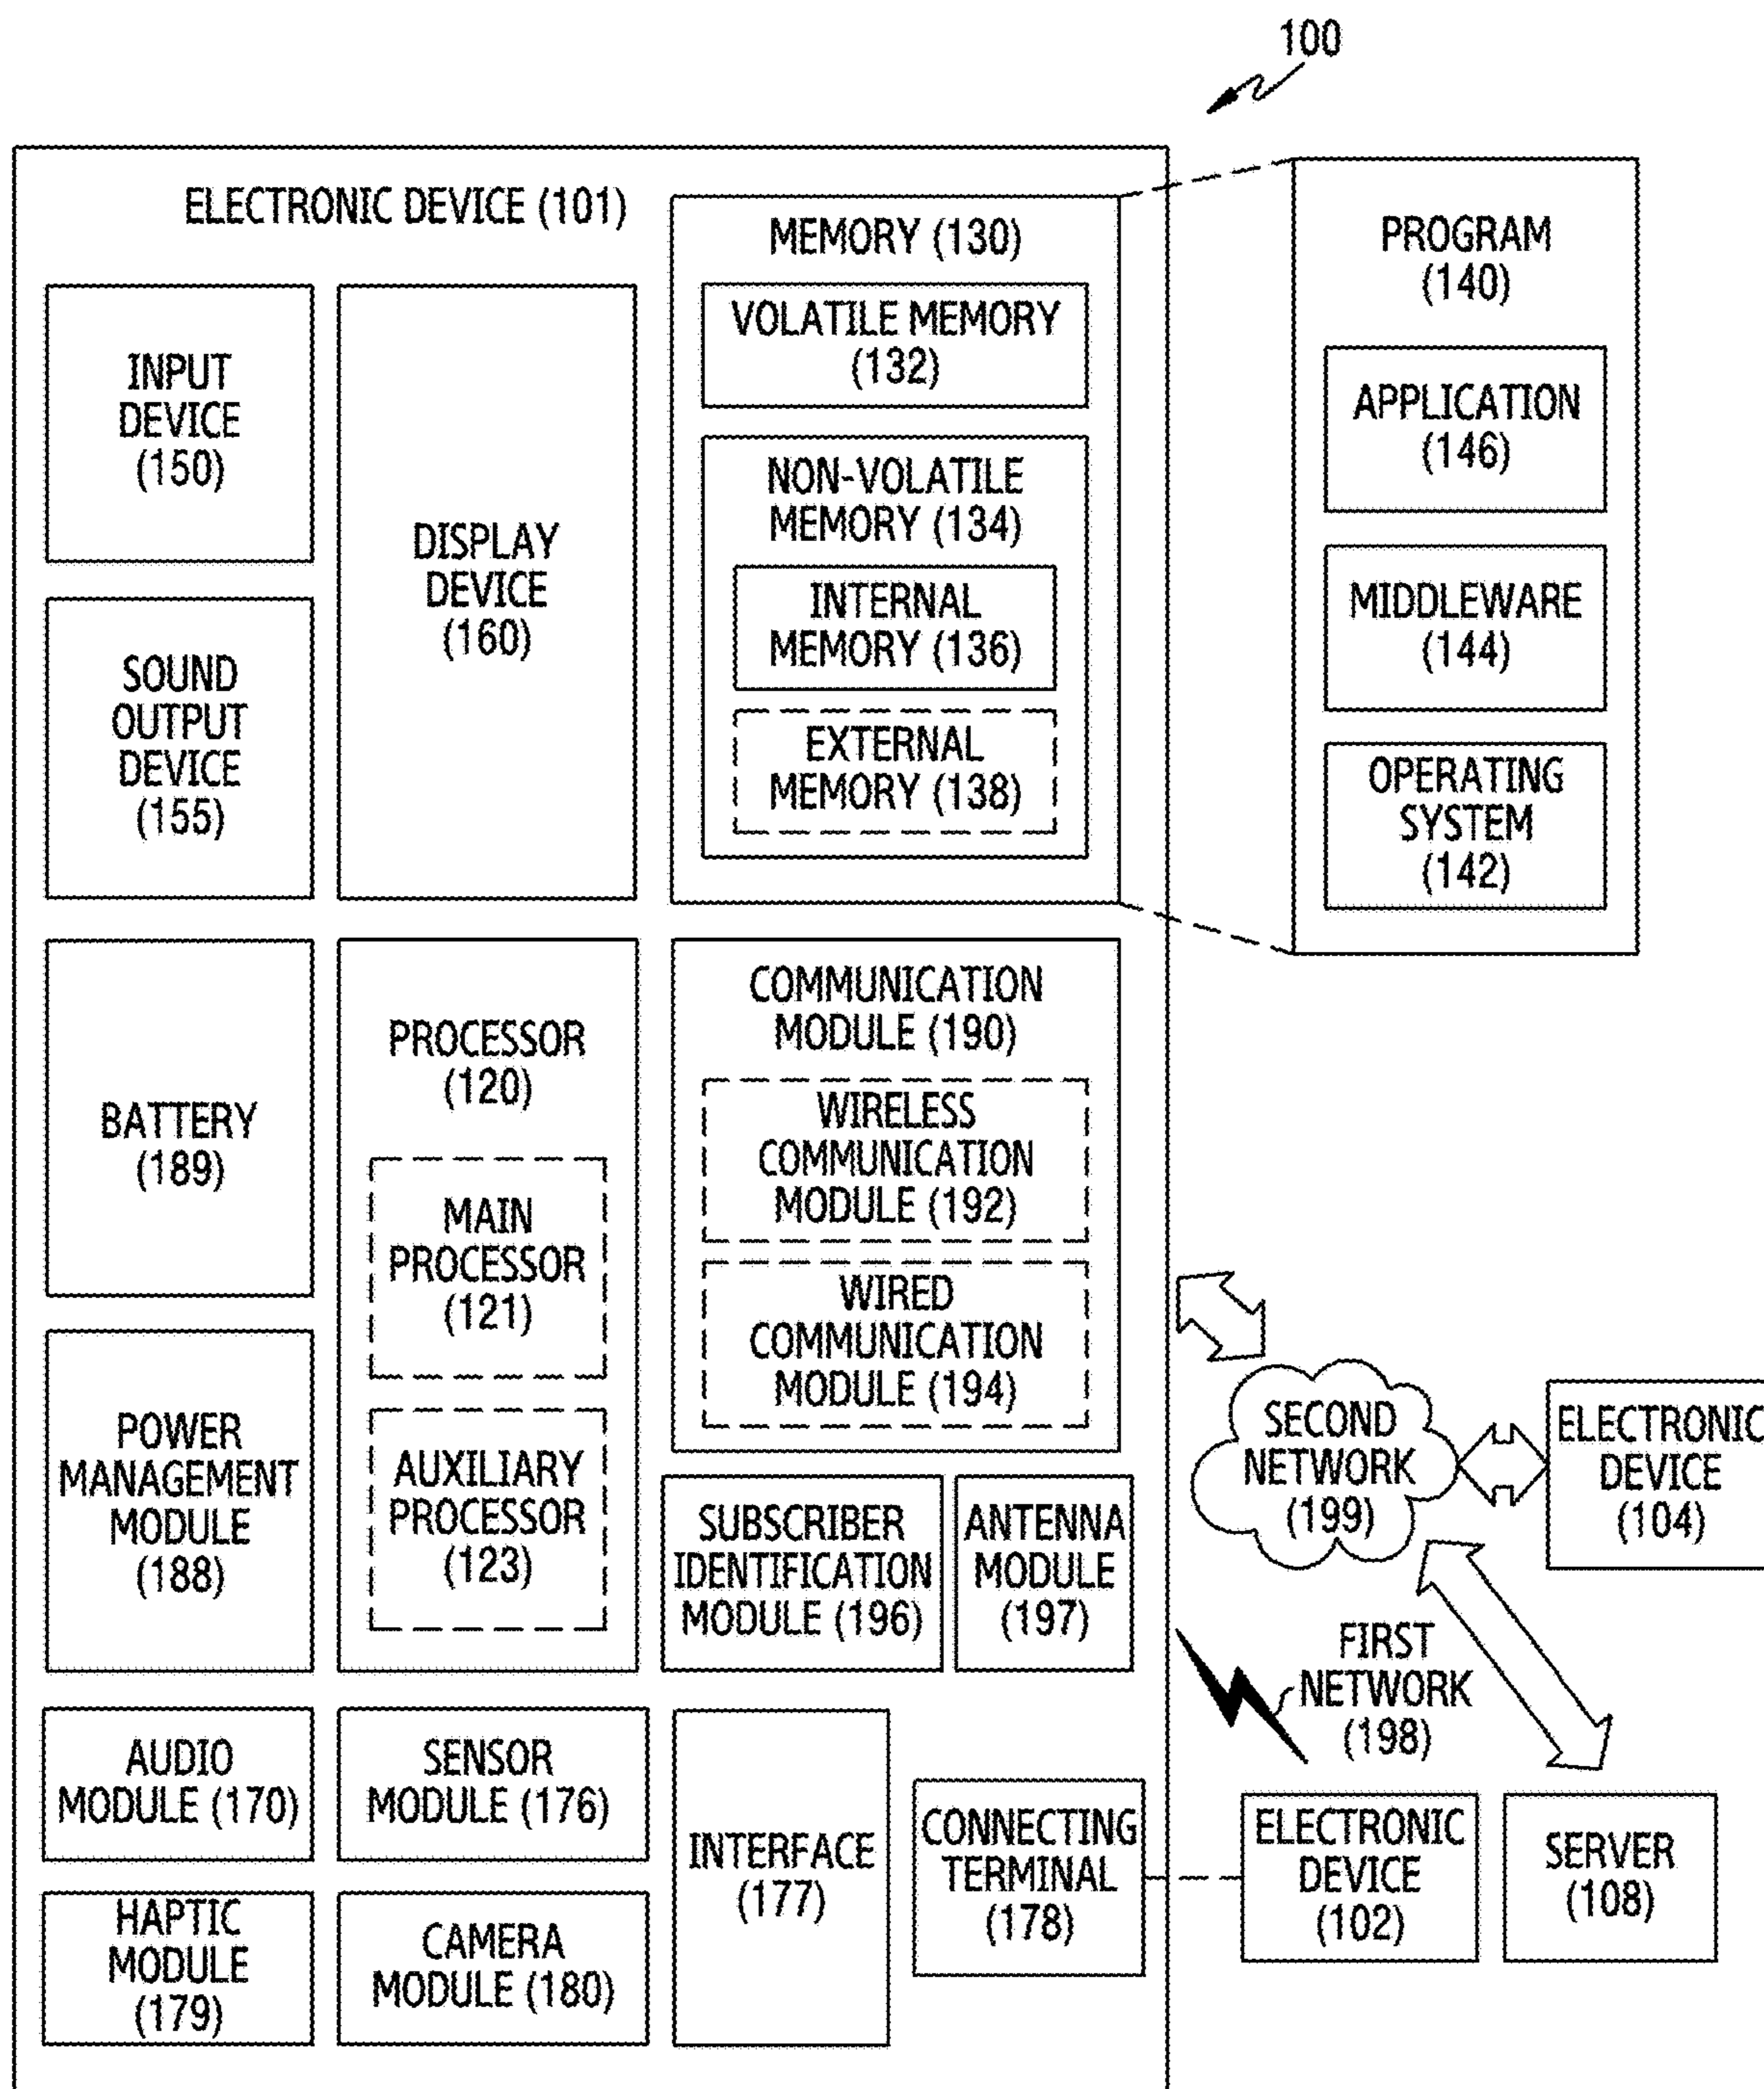 100
ELECTRONIC DEVICE (101)
INPUT
DEVICE
(150)
SOUND
OUTPUT
DEVICE
(155)
DISPLAY
DEVICE
(160)
MEMORY (130)
VOLATILE MEMORY
(132)
NON-VOLATILE
MEMORY (134)
INTERNAL
MEMORY (136)
EXTERNAL
MEMORY (138)
PROGRAM
(140)
APPLICATION
(146)
MIDDLEWARE
(144)
OPERATING
SYSTEM
(142)
BATTERY
(189)
POWER
MANAGEMENT
MODULE
(188)
PROCESSOR
(120)
MAIN
PROCESSOR
(121)
AUXILIARY
PROCESSOR
(123)
COMMUNICATION
MODULE (190)
WIRELESS
COMMUNICATION
MODULE (192)
WIRED
COMMUNICATION
MODULE (194)
SUBSCRIBER
IDENTIFICATION
MODULE (196)
ANTENNA
MODULE
(197)
SECOND
NETWORK
(199)
ELECTRONIC
DEVICE
(104)
FIRST
NETWORK
(198)
AUDIO
MODULE (170)
SENSOR
MODULE (176)
HAPTIC
MODULE
(179)
CAMERA
MODULE (180)
INTERFACE
(177)
CONNECTING
TERMINAL
(178)
ELECTRONIC
DEVICE
(102)
SERVER
(108)